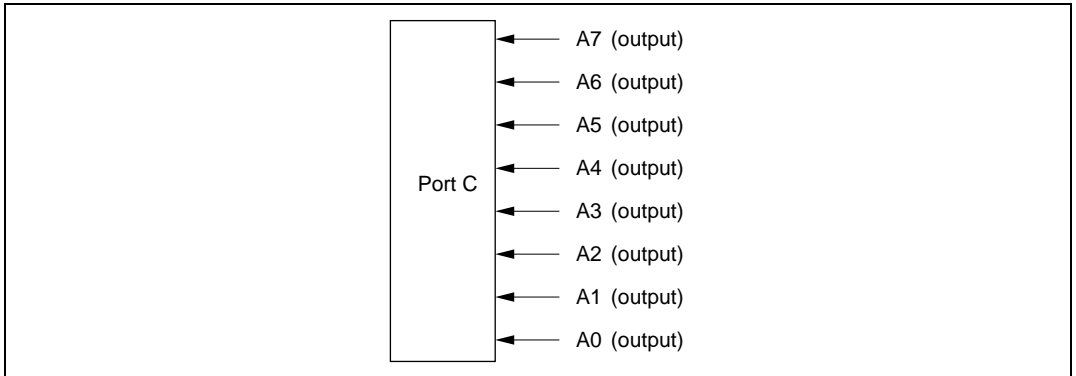 A7 (output)
A6 (output)
A5 (output)
A4 (output)
Port C
A3 (output)
A2 (output)
A1 (output)
A0 (output)